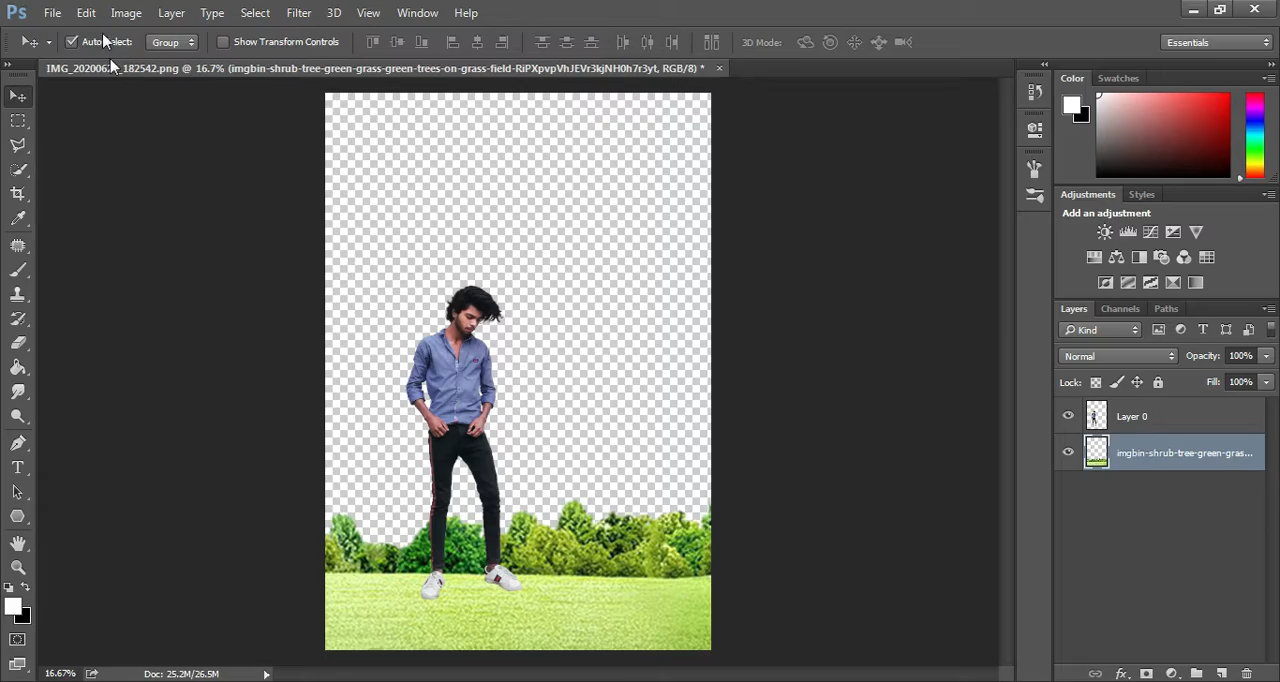 Ps File Edit Image Layer Type Select Filter 3D View Window Help
Auto-Select: Group Show Transform Controls 3D Mode: Essentials
182542.png @ 16.7% (imgbin-shrub-tree-green-grass-green-trees-on-grass-field-RiPXpvpVhJEVr3kjNH0h7r3yt, RGB/8) *
Color Swatches
Adjustments Styles
Add an adjustment
Layers Channels Paths
Kind
Normal Opacity: 100%
Lock: Fill: 100%
Layer 0
imgbin-shrub-tree-green-gras...
16.67% Doc: 25.2M/26.5M